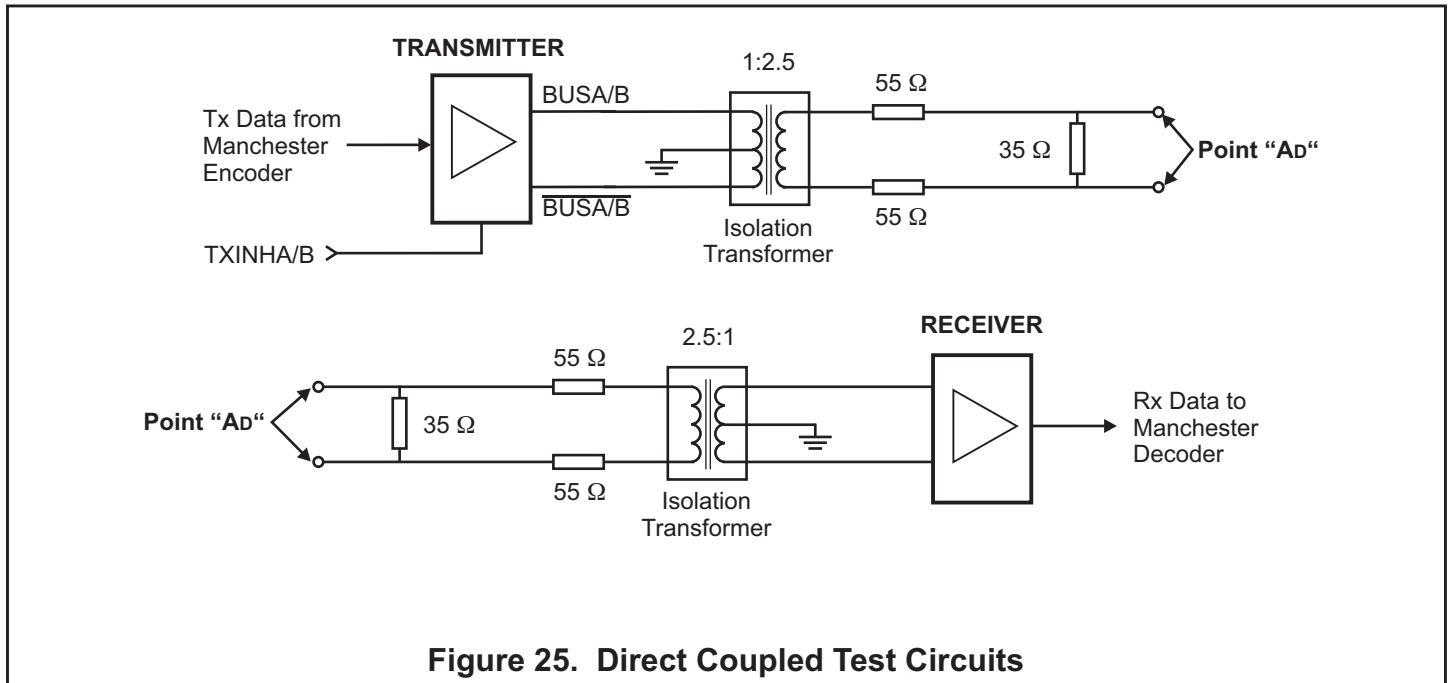 TRANSMITTER
1:2.5
55 Ω
BUSA/B
Tx Data from
Manchester
Encoder
35 Ω
Point “AD“
BUSA/B
55 Ω
Isolation
Transformer
TXINHA/B
RECEIVER
2.5:1
55 Ω
Point “AD“
35 Ω
Rx Data to
Manchester
Decoder
55 Ω
Isolation
Transformer
Figure 25. Direct Coupled Test Circuits